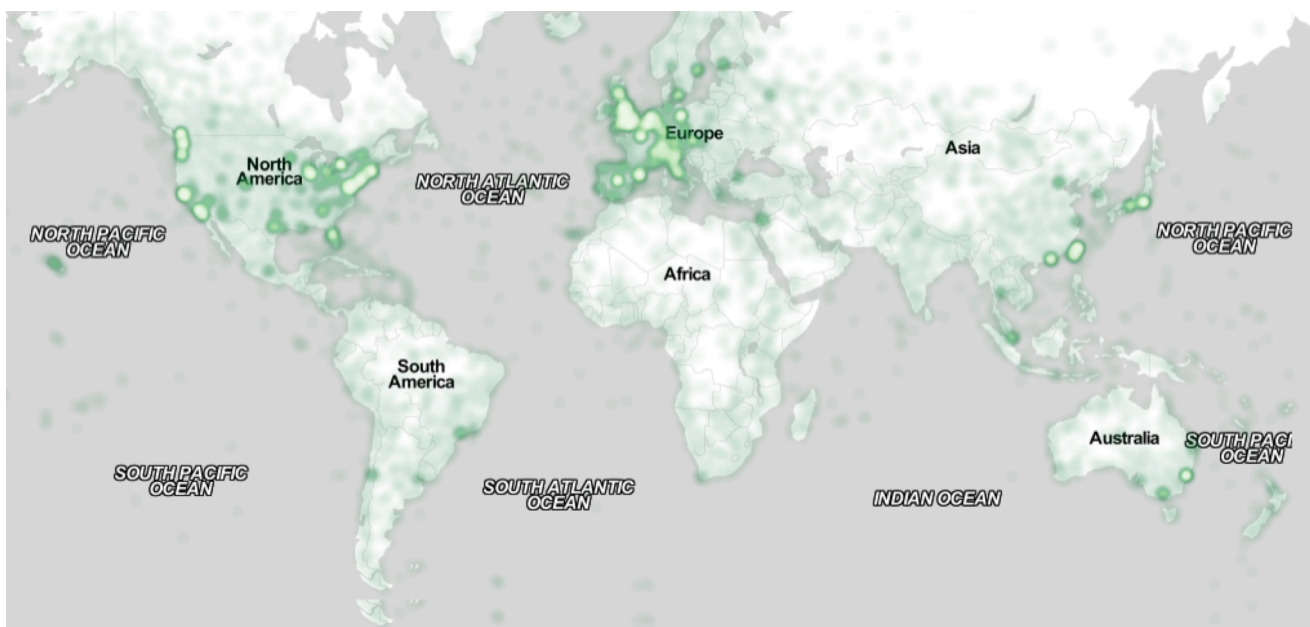 Europe
Asia
North
America
NORTH ATLANTIC
OCEAN
NORTH PACIFIC
OCEAN
NORTH PACIFIC
OCEAN
Africa
South
America
Australia
SOUTH PACI
OCEAN
SOUTH PACIFIC
OCEAN
SOUTH ATLANTIC
OCEAN
INDIAN OCEAN